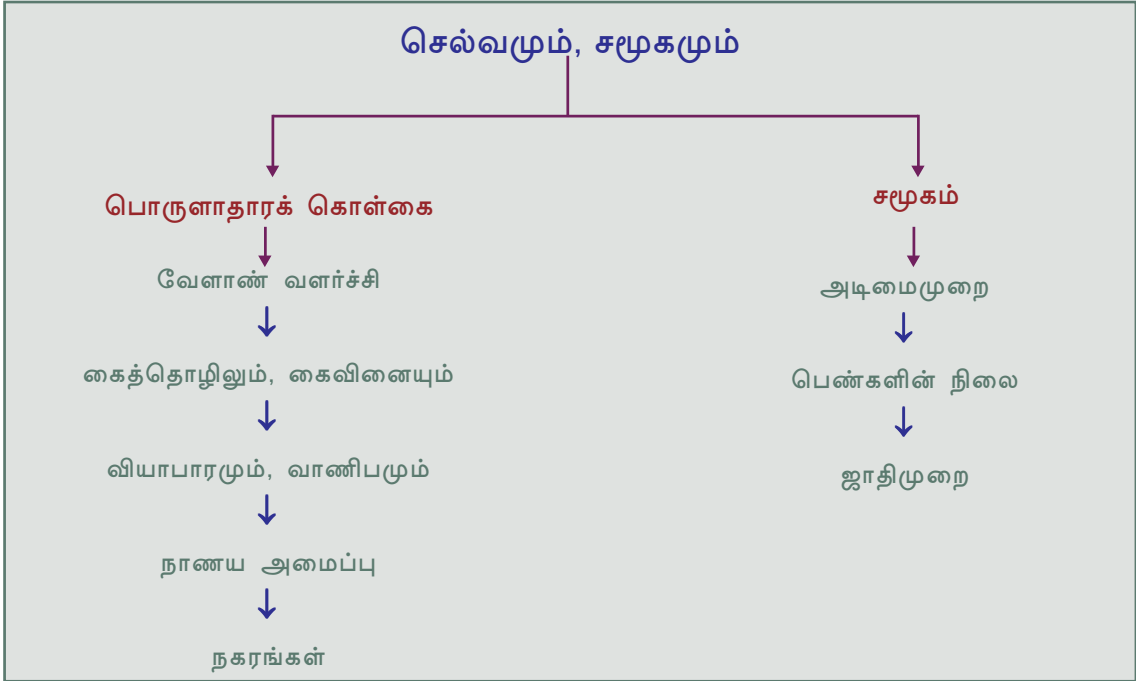 செல்வமும், சமூகமும்
பொருளாதாரக் கொள்கை
வேளாண் வளர்ச்சி
கைத்தொழிலும், கைவினையும்
வியாபாரமும், வாணிபமும்
நாணய அமைப்பு
நகரங்கள்
சமூகம்
அடிமைமுறை
பெண்களின் நிலை
ஜாதிமுறை